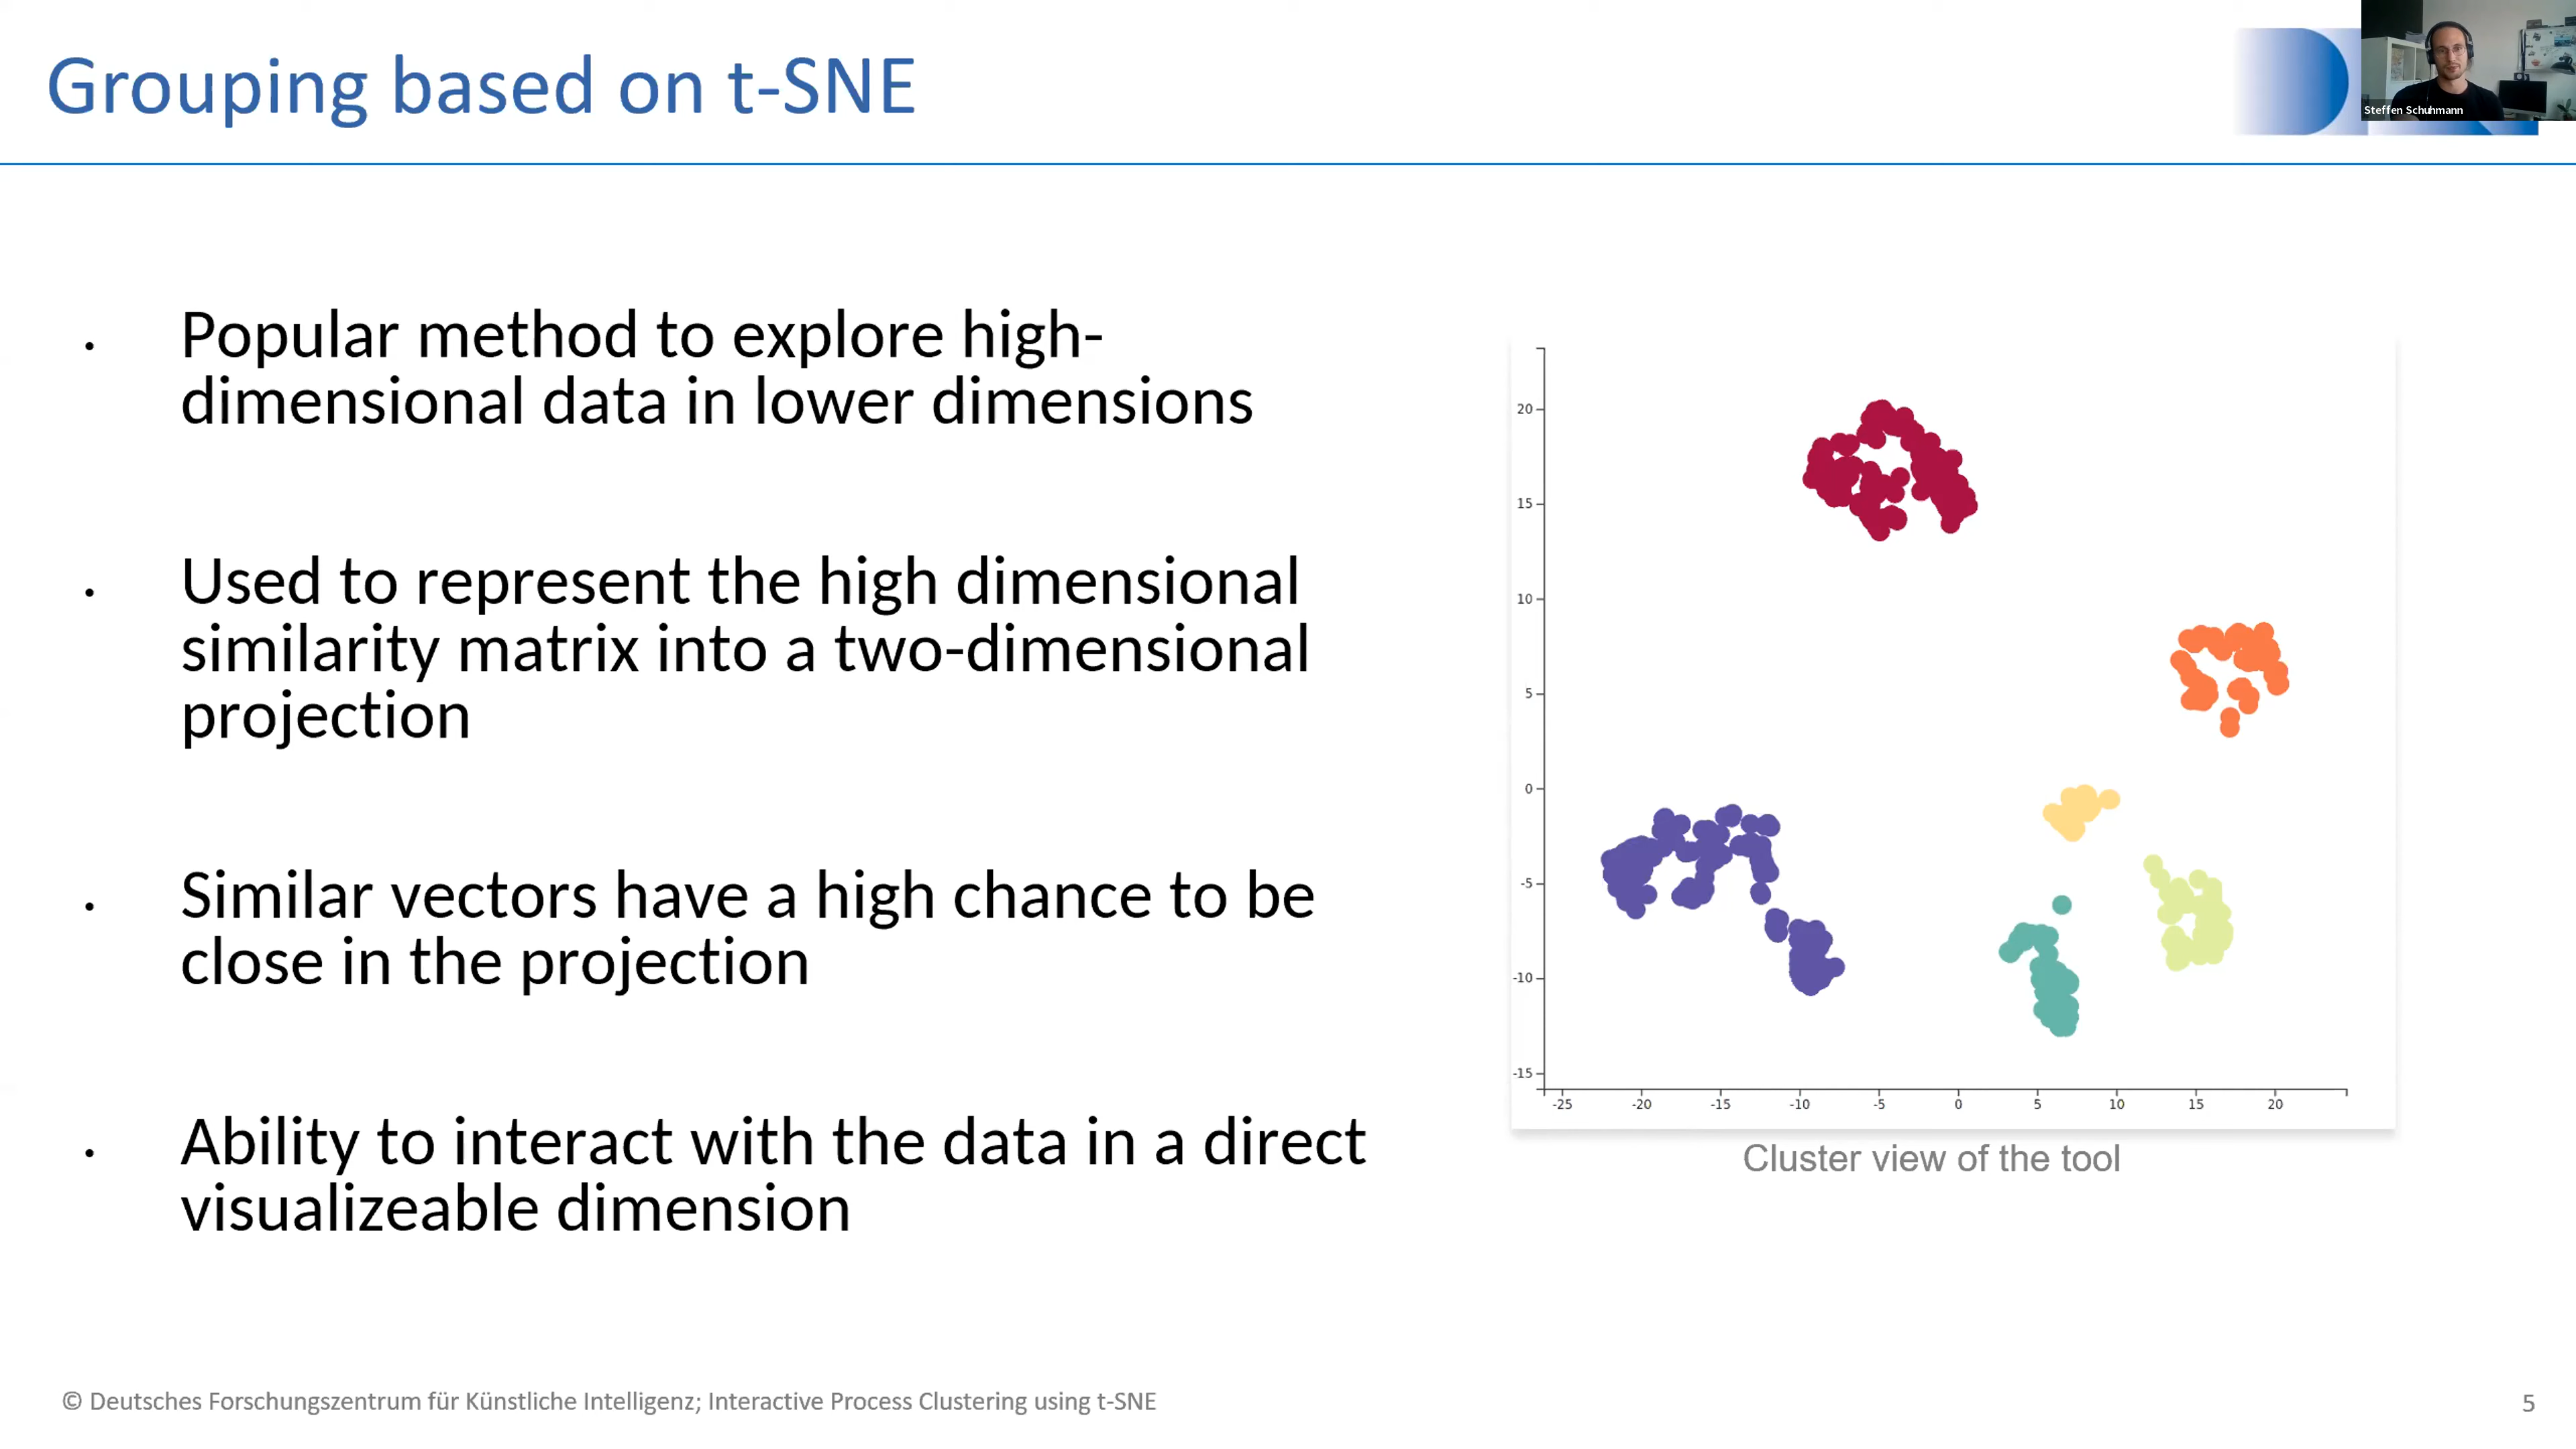 Grouping based on t-SNE
Steffen Schuhmann
• Popular method to explore high-
dimensional data in lower dimensions
• Used to represent the high dimensional
similarity matrix into a two-dimensional
projection
• Similar vectors have a high chance to be
close in the projection
• Ability to interact with the data in a direct
visualizeable dimension
20
15
10
5
0
-5
-10
-15
-25 -20 -15 -10 -5 0 5 10 15 20
Cluster view of the tool
© Deutsches Forschungszentrum für Künstliche Intelligenz; Interactive Process Clustering using t-SNE
5